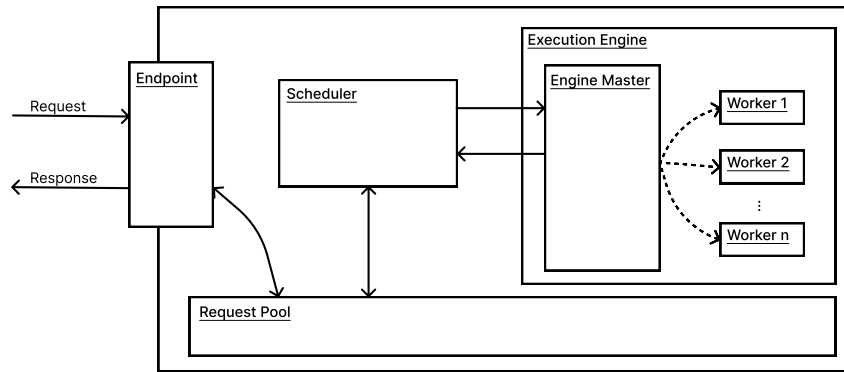 Execution Engine
Endpoint
Engine Master
Scheduler
Request
Worker 1
Worker 2
Response
⋮
Worker n
Request Pool